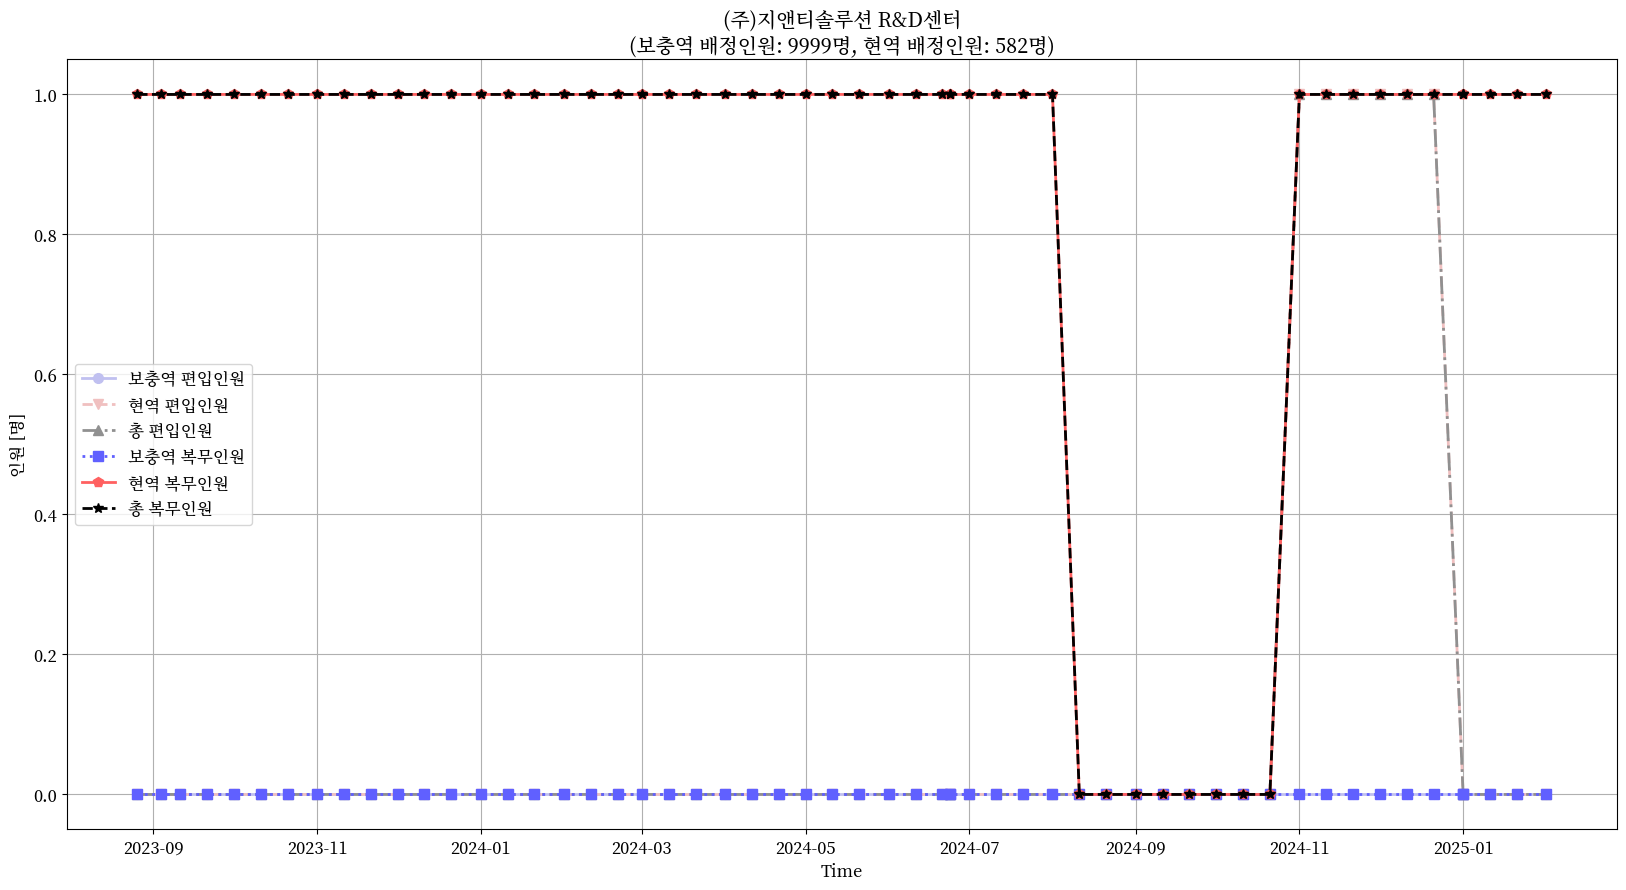 (주)지앤티솔루션 R&D센터
(보충역 배정인원: 9999명, 현역 배정인원: 582명)
1.0
0.8
0.6
0.4
0.2
0.0
인원 [명]
보충역 편입인원
현역 편입인원
총 편입인원
보충역 복무인원
현역 복무인원
총 복무인원
2023-09
2023-11
2024-01
2024-03
2024-05
2024-07
2024-09
2024-11
2025-01
Time